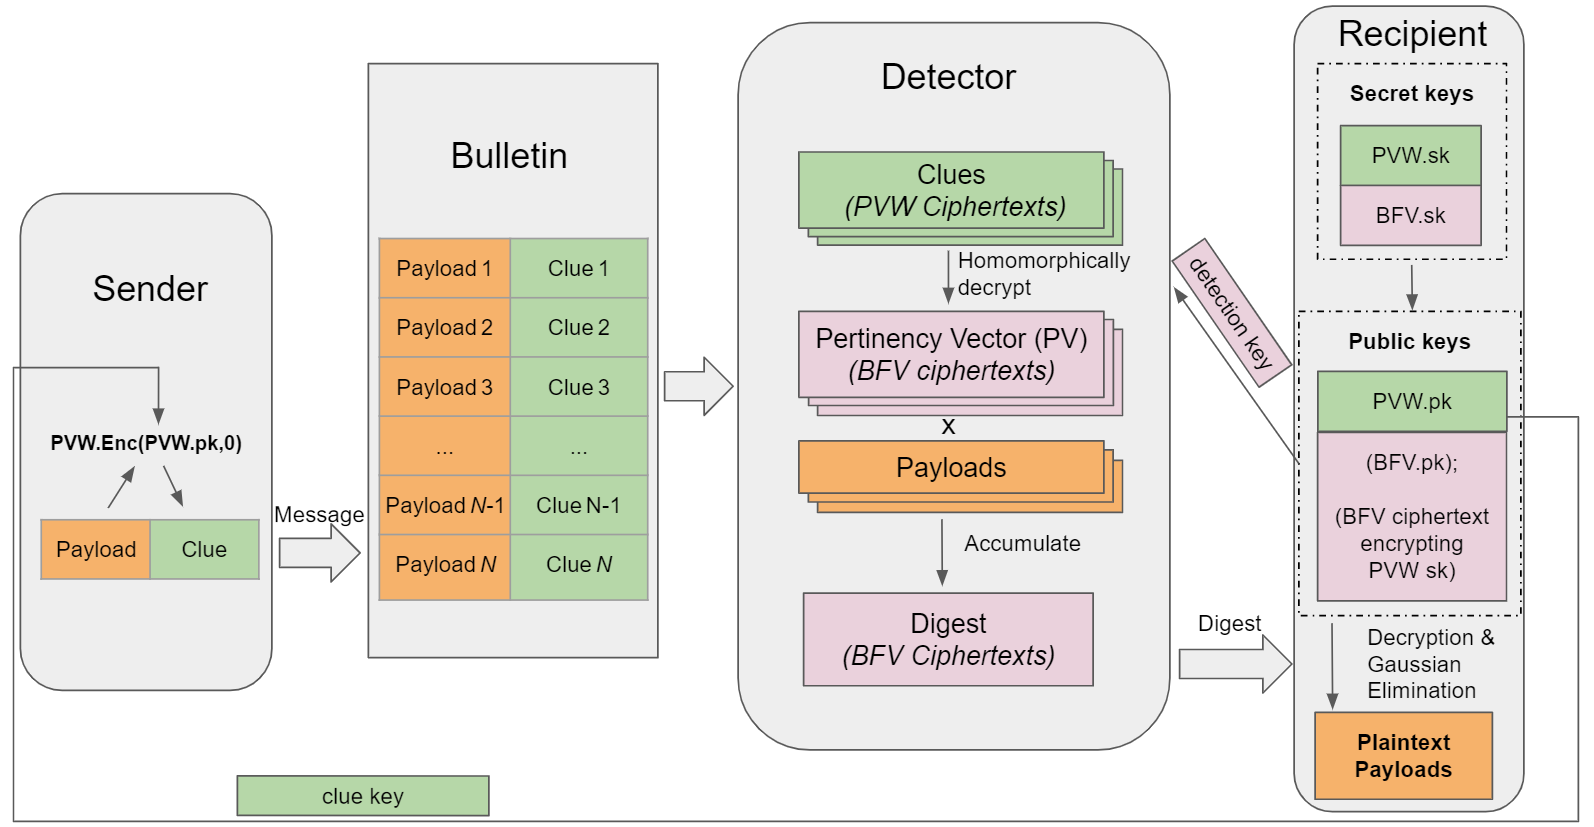 Sender
PVW.Enc(PVW.pk,0)
Payload
Clue
Message
Bulletin
Payload 1
Clue 1
Payload 2
Clue 2
Payload 3
Clue 3
...
...
Payload N-1
Clue N-1
Payload N
Clue N
Detector
Clues
(PVW Ciphertexts)
Homomorphically
decrypt
Pertinency Vector (PV)
(BFV ciphertexts)
x
Payloads
Accumulate
Digest
(BFV Ciphertexts)
detection key
Digest
Recipient
Secret keys
PVW.sk
BFV.sk
Public keys
PVW.pk
(BFV.pk);
(BFV ciphertext
encrypting
PVW sk)
Decryption &
Gaussian
Elimination
Plaintext
Payloads
clue key